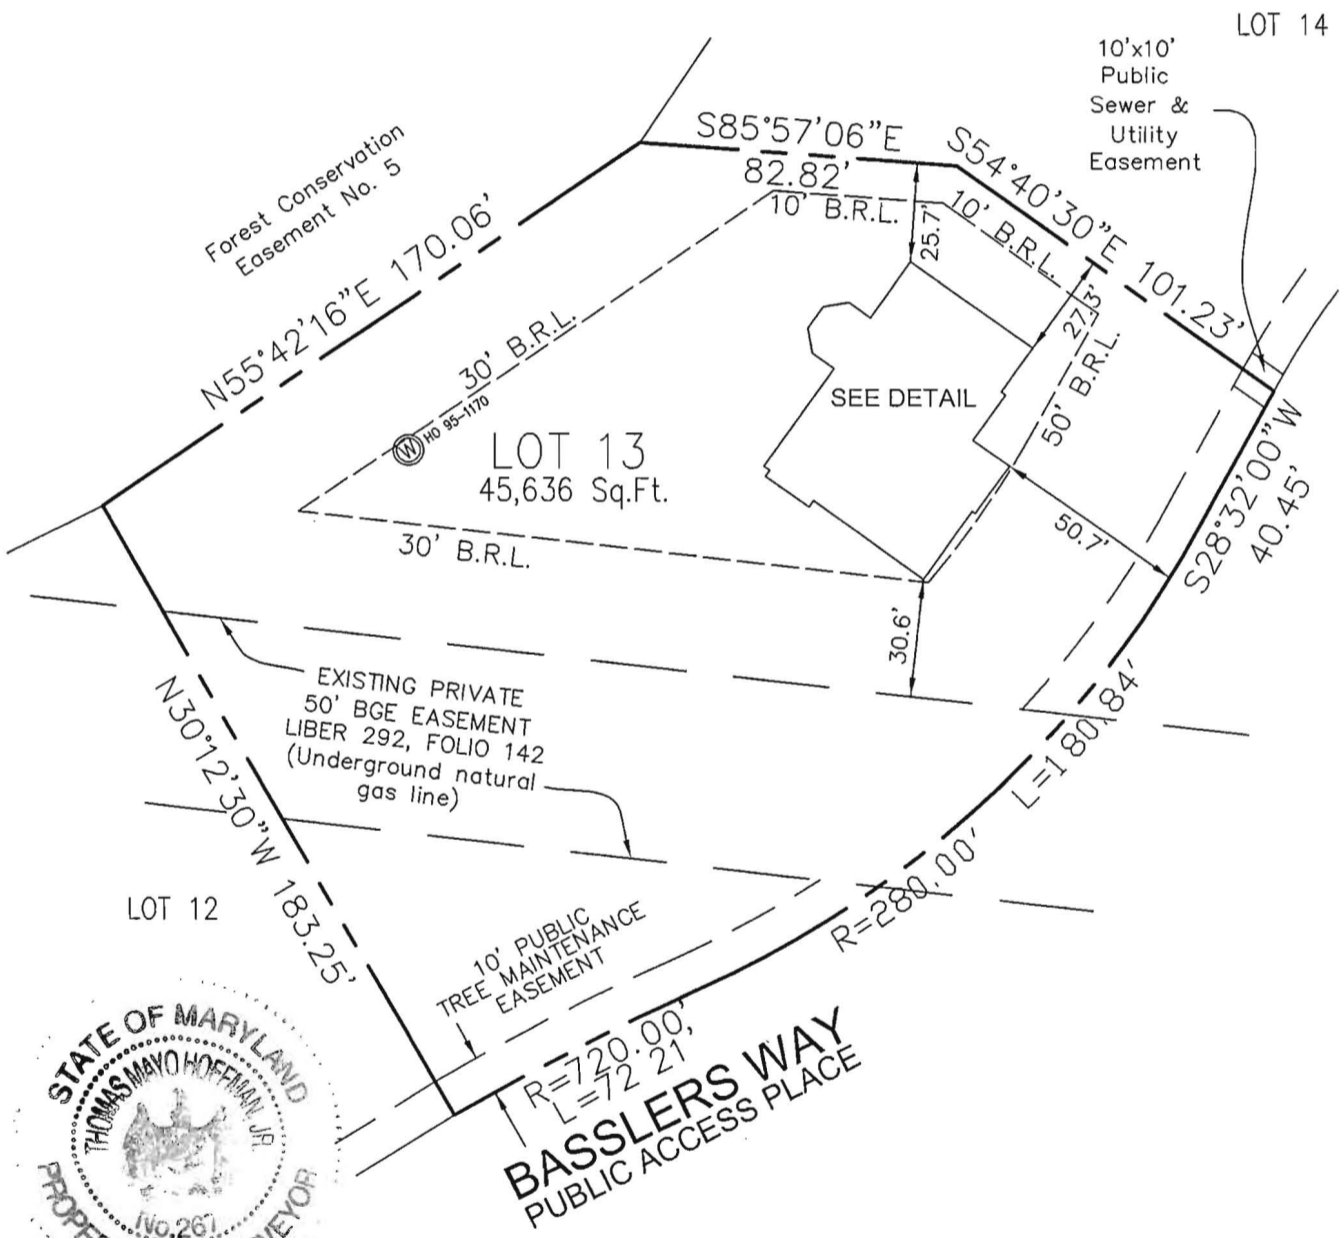 LOT 14
10'x10'
Public
Sewer &
Utility
Easement
S85°57'06"E
82.82'
S54°40'30"E 101.23'
10' B.R.L.
10' B.R.L.
Forest Conservation
Easement No. 5
N55°42'16"E 170.06'
25.7'
27.3'
30' B.R.L.
50' B.R.L.
SEE DETAIL
W HO 95-1170
LOT 13
45,636 Sq.Ft.
S28°32'00"W
40.45'
50.7'
30' B.R.L.
30.6'
EXISTING PRIVATE
50' BGE EASEMENT
LIBER 292, FOLIO 142
(Underground natural
gas line)
N30°12'30"W 183.25'
L=180.84'
R=280.00'
LOT 12
10' PUBLIC
TREE MAINTENANCE
EASEMENT
R=720.00',
L=72 21'
BASSLERS WAY
PUBLIC ACCESS PLACE
STATE OF MARYLAND
THOMAS MAYO HOFFMAN, JR.
No.267